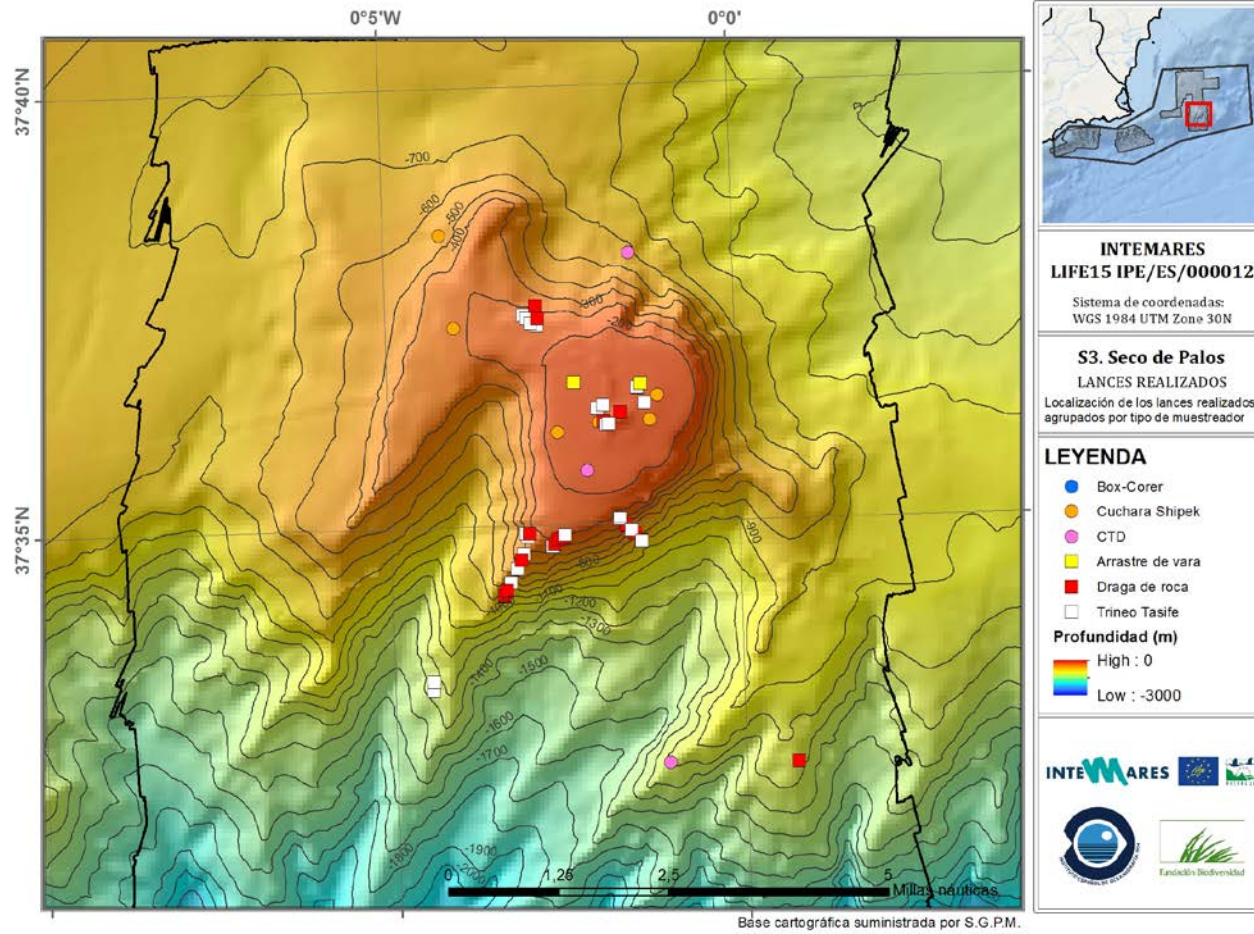 0°5'W
0°0'
37°40'N
37°35'N
-700
-600
-500
-400
-300
-200
-900
-800
-1200
-1300
-1400
-1500
-1600
-1700
-1800
-1900
-2000
0
1,25
2,5
5
Millas náuticas
Base cartográfica suministrada por S.G.P.M.
INTEMARES
LIFE15 IPE/ES/000012
Sistema de coordenadas:
WGS 1984 UTM Zone 30N
S3. Seco de Palos
LANCES REALIZADOS
Localización de los lances realizados
agrupados por tipo de muestreador
LEYENDA
Box-Corer
Cuchara Shipek
CTD
Arrastre de vara
Draga de roca
Trineo Tasife
Profundidad (m)
High : 0
Low : -3000
INTEMARES
Fundación Biodiversidad